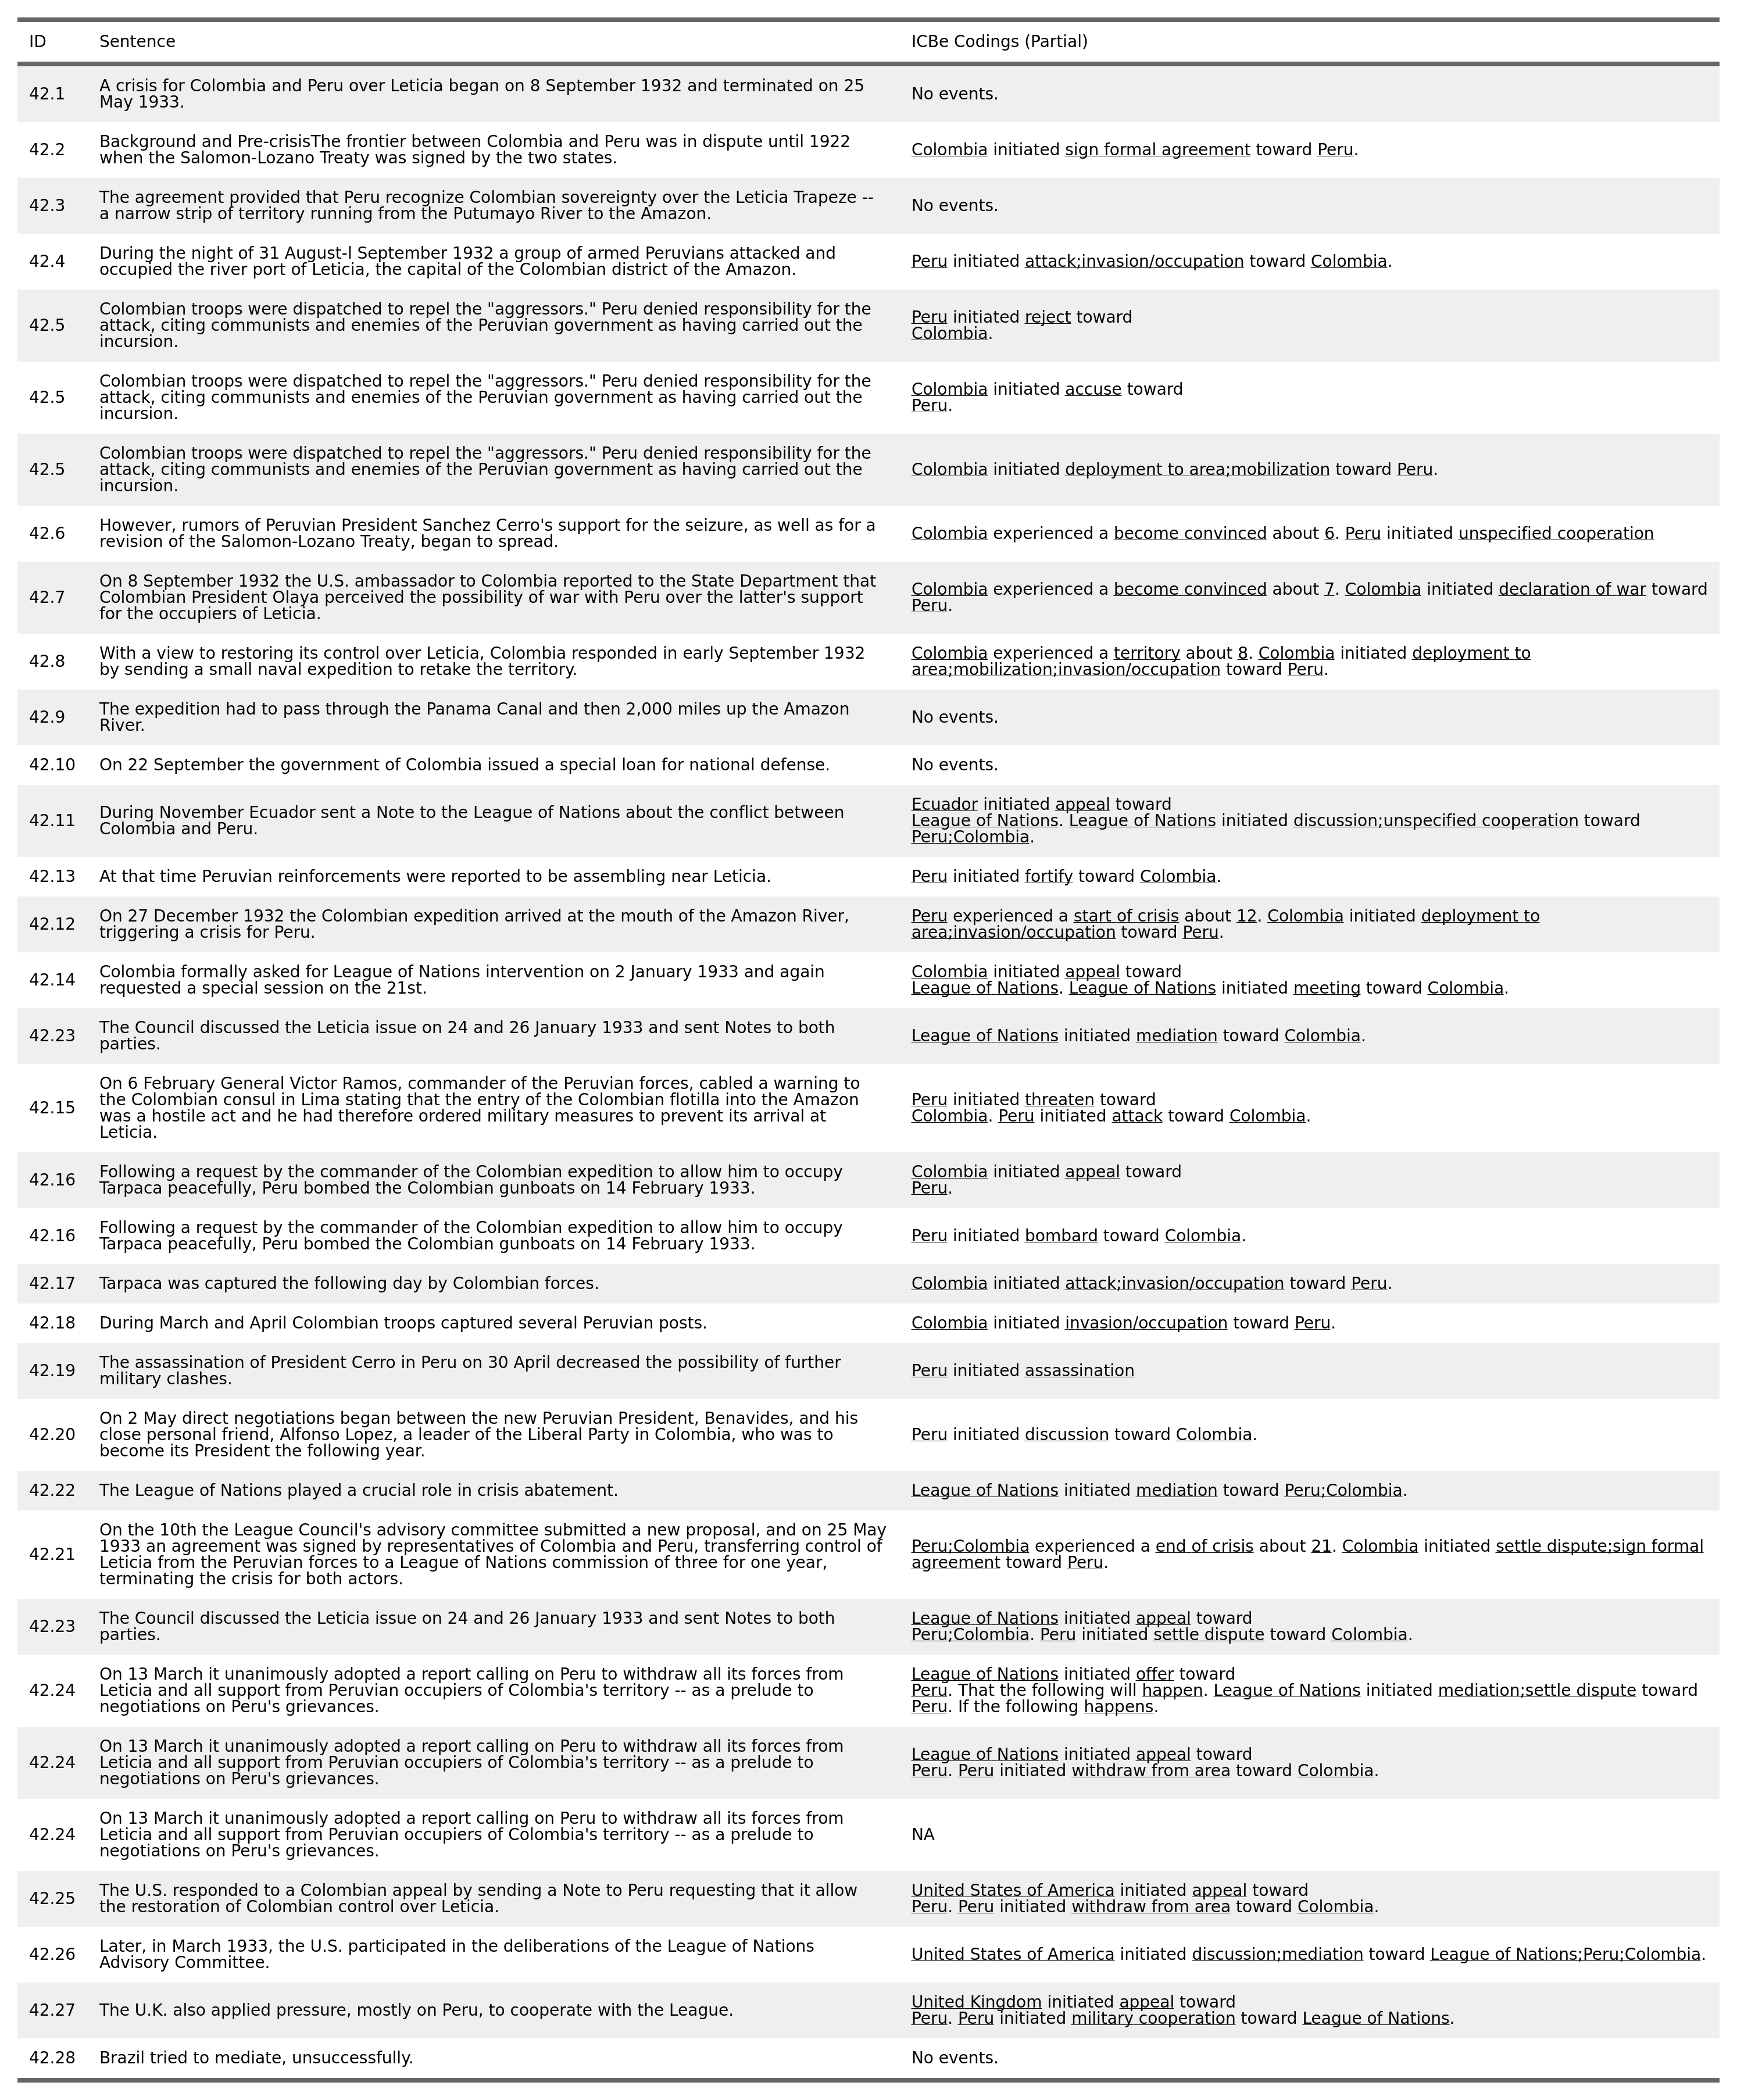 ID Sentence ICBe Codings (Partial)
42.1 A crisis for Colombia and Peru over Leticia began on 8 September 1932 and terminated on 25
May 1933. No events.
42.2 Background and Pre-crisisThe frontier between Colombia and Peru was in dispute until 1922
when the Salomon-Lozano Treaty was signed by the two states. Colombia initiated sign formal agreement toward Peru.
42.3 The agreement provided that Peru recognize Colombian sovereignty over the Leticia Trapeze --
a narrow strip of territory running from the Putumayo River to the Amazon. No events.
42.4 During the night of 31 August-l September 1932 a group of armed Peruvians attacked and
occupied the river port of Leticia, the capital of the Colombian district of the Amazon. Peru initiated attack;invasion/occupation toward Colombia.
42.5 Colombian troops were dispatched to repel the "aggressors." Peru denied responsibility for the
attack, citing communists and enemies of the Peruvian government as having carried out the
incursion.
Peru initiated reject toward
Colombia.
42.5 Colombian troops were dispatched to repel the "aggressors." Peru denied responsibility for the
attack, citing communists and enemies of the Peruvian government as having carried out the
incursion.
Colombia initiated accuse toward
Peru.
42.5 Colombian troops were dispatched to repel the "aggressors." Peru denied responsibility for the
attack, citing communists and enemies of the Peruvian government as having carried out the
incursion.
Colombia initiated deployment to area;mobilization toward Peru.
42.6 However, rumors of Peruvian President Sanchez Cerro's support for the seizure, as well as for a
revision of the Salomon-Lozano Treaty, began to spread.
Colombia experienced a become convinced about 6. Peru initiated unspecified cooperation
42.7 On 8 September 1932 the U.S. ambassador to Colombia reported to the State Department that
Colombian President Olaya perceived the possibility of war with Peru over the latter's support
for the occupiers of Leticia.
Colombia experienced a become convinced about 7. Colombia initiated declaration of war toward
Peru.
42.8 With a view to restoring its control over Leticia, Colombia responded in early September 1932
by sending a small naval expedition to retake the territory.
Colombia experienced a territory about 8. Colombia initiated deployment to
area;mobilization;invasion/occupation toward Peru.
42.9 The expedition had to pass through the Panama Canal and then 2,000 miles up the Amazon
River.
No events.
42.10 On 22 September the government of Colombia issued a special loan for national defense. No events.
42.11 During November Ecuador sent a Note to the League of Nations about the conflict between
Colombia and Peru.
Ecuador initiated appeal toward
League of Nations. League of Nations initiated discussion;unspecified cooperation toward
Peru;Colombia.
42.13 At that time Peruvian reinforcements were reported to be assembling near Leticia. Peru initiated fortify toward Colombia.
42.12 On 27 December 1932 the Colombian expedition arrived at the mouth of the Amazon River,
triggering a crisis for Peru.
Peru experienced a start of crisis about 12. Colombia initiated deployment to
area;invasion/occupation toward Peru.
42.14 Colombia formally asked for League of Nations intervention on 2 January 1933 and again
requested a special session on the 21st.
Colombia initiated appeal toward
League of Nations. League of Nations initiated meeting toward Colombia.
42.23 The Council discussed the Leticia issue on 24 and 26 January 1933 and sent Notes to both
parties.
League of Nations initiated mediation toward Colombia.
42.15 On 6 February General Victor Ramos, commander of the Peruvian forces, cabled a warning to
the Colombian consul in Lima stating that the entry of the Colombian flotilla into the Amazon
was a hostile act and he had therefore ordered military measures to prevent its arrival at
Leticia.
Peru initiated threaten toward
Colombia. Peru initiated attack toward Colombia.
42.16 Following a request by the commander of the Colombian expedition to allow him to occupy
Tarpaca peacefully, Peru bombed the Colombian gunboats on 14 February 1933.
Colombia initiated appeal toward
Peru.
42.16 Following a request by the commander of the Colombian expedition to allow him to occupy
Tarpaca peacefully, Peru bombed the Colombian gunboats on 14 February 1933.
Peru initiated bombard toward Colombia.
42.17 Tarpaca was captured the following day by Colombian forces. Colombia initiated attack;invasion/occupation toward Peru.
42.18 During March and April Colombian troops captured several Peruvian posts. Colombia initiated invasion/occupation toward Peru.
42.19 The assassination of President Cerro in Peru on 30 April decreased the possibility of further
military clashes.
Peru initiated assassination
42.20 On 2 May direct negotiations began between the new Peruvian President, Benavides, and his
close personal friend, Alfonso Lopez, a leader of the Liberal Party in Colombia, who was to
become its President the following year.
Peru initiated discussion toward Colombia.
42.22 The League of Nations played a crucial role in crisis abatement. League of Nations initiated mediation toward Peru;Colombia.
42.21 On the 10th the League Council's advisory committee submitted a new proposal, and on 25 May
1933 an agreement was signed by representatives of Colombia and Peru, transferring control of
Leticia from the Peruvian forces to a League of Nations commission of three for one year,
terminating the crisis for both actors.
Peru;Colombia experienced a end of crisis about 21. Colombia initiated settle dispute;sign formal
agreement toward Peru.
42.23 The Council discussed the Leticia issue on 24 and 26 January 1933 and sent Notes to both
parties.
League of Nations initiated appeal toward
Peru;Colombia. Peru initiated settle dispute toward Colombia.
42.24 On 13 March it unanimously adopted a report calling on Peru to withdraw all its forces from
Leticia and all support from Peruvian occupiers of Colombia's territory -- as a prelude to
negotiations on Peru's grievances.
League of Nations initiated offer toward
Peru. That the following will happen. League of Nations initiated mediation;settle dispute toward
Peru. If the following happens.
42.24 On 13 March it unanimously adopted a report calling on Peru to withdraw all its forces from
Leticia and all support from Peruvian occupiers of Colombia's territory -- as a prelude to
negotiations on Peru's grievances.
League of Nations initiated appeal toward
Peru. Peru initiated withdraw from area toward Colombia.
42.24 On 13 March it unanimously adopted a report calling on Peru to withdraw all its forces from
Leticia and all support from Peruvian occupiers of Colombia's territory -- as a prelude to
negotiations on Peru's grievances.
NA
42.25 The U.S. responded to a Colombian appeal by sending a Note to Peru requesting that it allow
the restoration of Colombian control over Leticia.
United States of America initiated appeal toward
Peru. Peru initiated withdraw from area toward Colombia.
42.26 Later, in March 1933, the U.S. participated in the deliberations of the League of Nations
Advisory Committee.
United States of America initiated discussion;mediation toward League of Nations;Peru;Colombia.
42.27 The U.K. also applied pressure, mostly on Peru, to cooperate with the League.
United Kingdom initiated appeal toward
Peru. Peru initiated military cooperation toward League of Nations.
42.28 Brazil tried to mediate, unsuccessfully. No events.